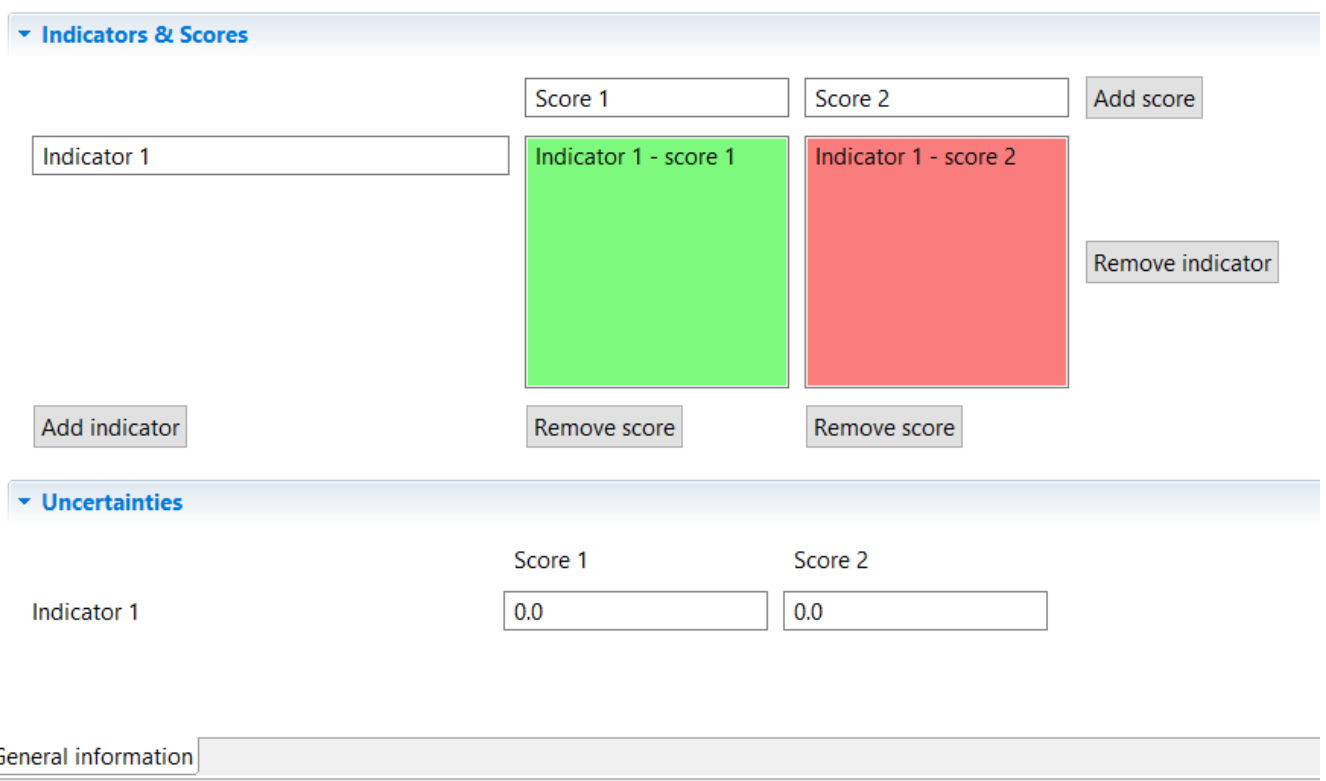 Indicators & Scores
Score 1
Score 2
Add score
Indicator 1
Indicator 1 - score 1
Indicator 1 - score 2
Remove indicator
Add indicator
Remove score
Remove score
Uncertainties
Score 1
Score 2
Indicator 1
0.0
0.0
General information